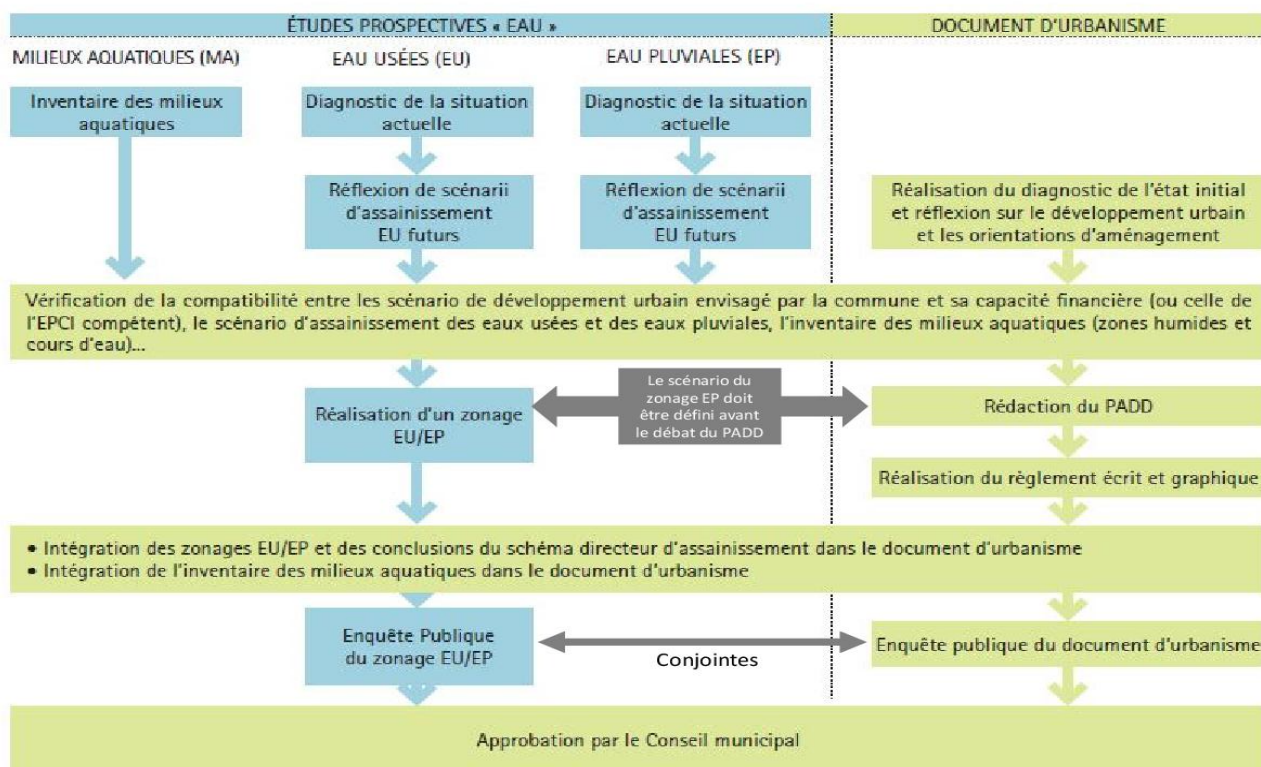 ÉTUDES PROSPECTIVES « EAU »
DOCUMENT D'URBANISME
MILIEUX AQUATIQUES (MA)
EAU USÉES (EU)
EAU PLUVIALES (EP)
Inventaire des milieux
aquatiques
Diagnostic de la situation
actuelle
Diagnostic de la situation
actuelle
Réflexion de scénarii
d'assainissement
EU futurs
Réflexion de scénarii
d'assainissement
EU futurs
Réalisation du diagnostic de l'état initial
et réflexion sur le développement urbain
et les orientations d'aménagement
Vérification de la compatibilité entre les scénario de développement urbain envisagé par la commune et sa capacité financière (ou celle de
l'EPCI compétent), le scénario d'assainissement des eaux usées et des eaux pluviales, l'inventaire des milieux aquatiques (zones humides et
cours d'eau)...
Réalisation d'un zonage
EU/EP
Le scénario du
zonage EP doit
être défini avant
le débat du PADD
Rédaction du PADD
Réalisation du règlement écrit et graphique
• Intégration des zonages EU/EP et des conclusions du schéma directeur d'assainissement dans le document d'urbanisme
• Intégration de l'inventaire des milieux aquatiques dans le document d'urbanisme
Enquête Publique
du zonage EU/EP
Conjointes
Enquête publique du document d'urbanisme
Approbation par le Conseil municipal